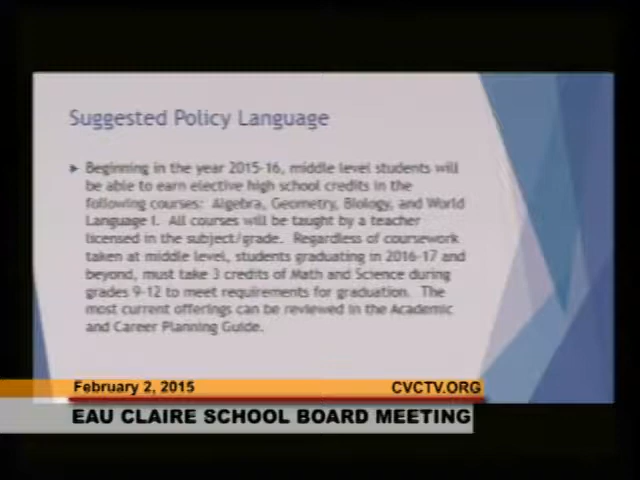 Suggested Policy Language
Beginning in the year 2015-16, middle level students will
be able to earn elective high school credits in the
following courses: Algebra, Geometry, Biology, and World
Language I. All courses will be taught by a teacher
licensed in the subject/grade. Regardless of coursework
taken at middle level, students graduating in 2016-17 and
beyond, must take 3 credits of Math and Science during
grades 9-12 to meet requirements for graduation. The
most current offerings can be reviewed in the Academic
and Career Planning Guide.
February 2, 2015 CVCTV.ORG
EAU CLAIRE SCHOOL BOARD MEETING